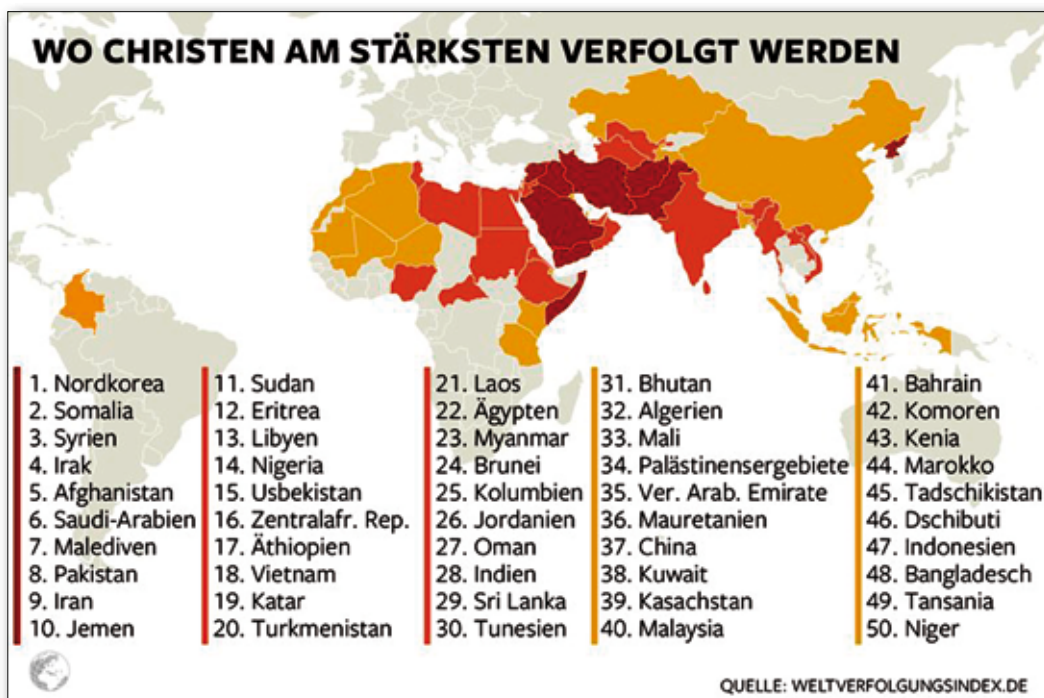 WO CHRISTEN AM STÄRKSTEN VERFOLGT WERDEN
1. Nordkorea
2. Somalia
3. Syrien
4. Irak
5. Afghanistan
6. Saudi-Arabien
7. Malediven
8. Pakistan
9. Iran
10. Jemen
11. Sudan
12. Eritrea
13. Libyen
14. Nigeria
15. Usbekistan
16. Zentralafr. Rep.
17. Äthiopien
18. Vietnam
19. Katar
20. Turkmenistan
21. Laos
22. Ägypten
23. Myanmar
24. Brunei
25. Kolumbien
26. Jordanien
27. Oman
28. Indien
29. Sri Lanka
30. Tunesien
31. Bhutan
32. Algerien
33. Mali
34. Palästinensergebiete
35. Ver. Arab. Emirate
36. Mauretanien
37. China
38. Kuwait
39. Kasachstan
40. Malaysia
41. Bahrain
42. Komoren
43. Kenia
44. Marokko
45. Tadschikistan
46. Dschibuti
47. Indonesien
48. Bangladesch
49. Tansania
50. Niger
QUELLE: WELTVERFOLGUNGSINDEX.DE